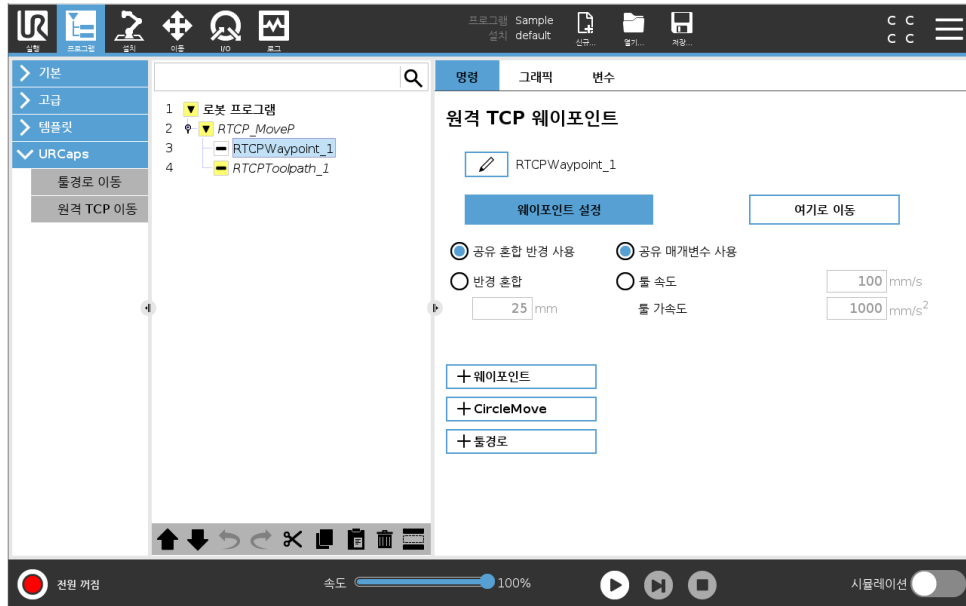 UR
프로그램 Sample
설치 default
C C
C C
실행 프로그램 설치 이동 I/O 로그 신규... 열기... 저장...
기본
고급
템플릿
URCaps
툴경로 이동
원격 TCP 이동
1 로봇 프로그램
2 RTCP_MoveP
3 RTCPWaypoint_1
4 RTCPToolpath_1
명령 그래픽 변수
원격 TCP 웨이포인트
RTCPWaypoint_1
웨이포인트 설정 여기로 이동
공유 혼합 반경 사용 공유 매개변수 사용
반경 혼합 툴 속도 100 mm/s
25 mm 툴 가속도 1000 mm/s²
+ 웨이포인트
+ CircleMove
+ 툴경로
전원 꺼짐 속도 100% 시뮬레이션